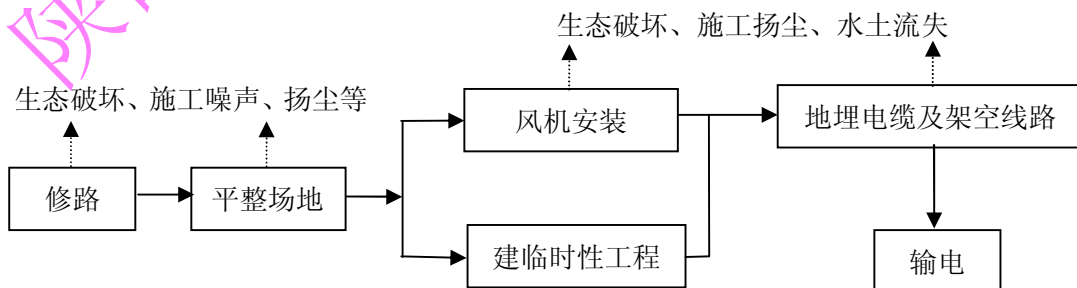 生态破坏、施工扬尘、水土流失
生态破坏、施工噪声、扬尘等
风机安装
地埋电缆及架空线路
修路
平整场地
建临时性工程
输电
陕